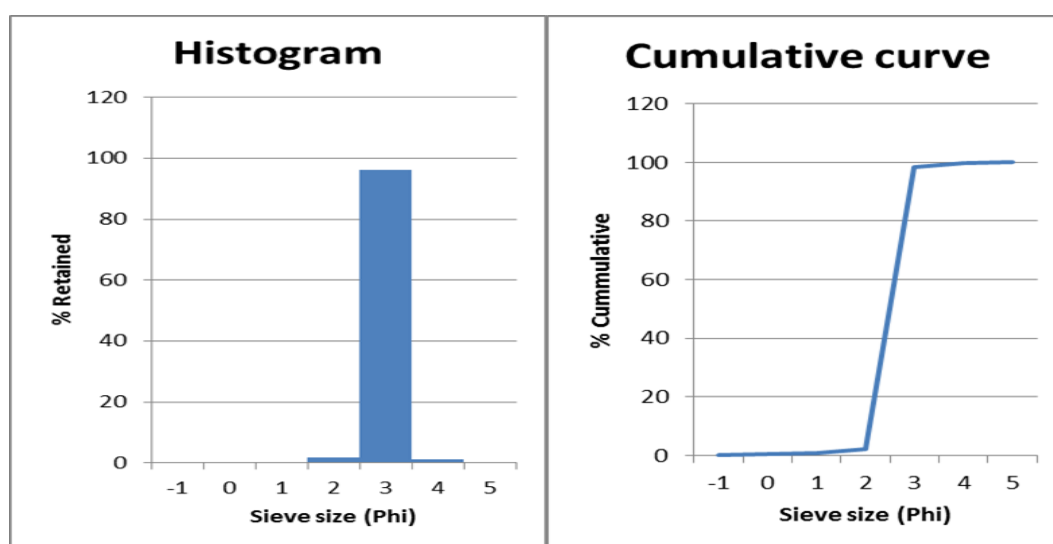 Histogram
120
100
80
60
40
20
0
% Retained
-1 0 1 2 3 4 5
Sieve size (Phi)
Cumulative curve
120
100
80
60
40
20
0
% Cummulative
-1 0 1 2 3 4 5
Sieve size (Phi)